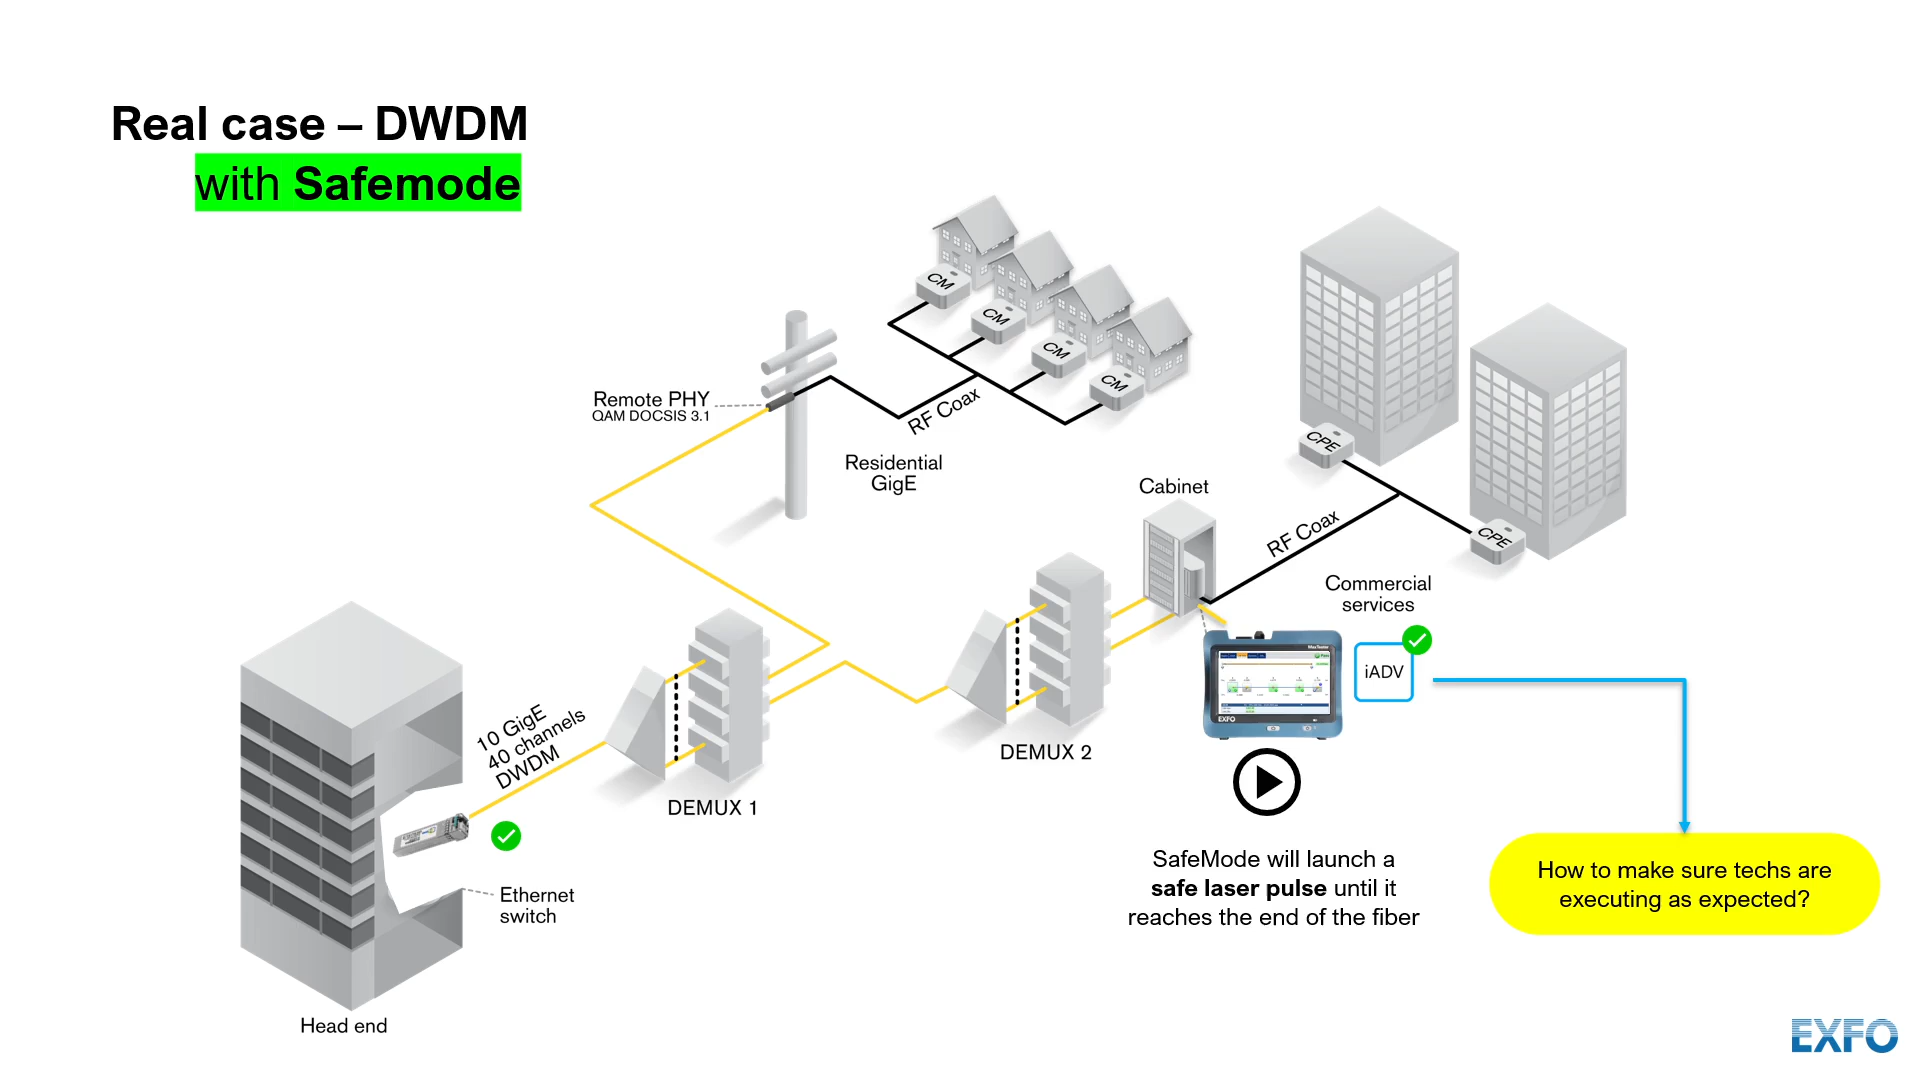 Real case – DWDM
with Safemode
CM
CM
CM
CM
Remote PHY
QAM DOCSIS 3.1
RF Coax
Residential
GigE
CPE
CPE
Cabinet
RF Coax
Commercial
services
iADV
EXFO
10 GigE
40 channels
DWDM
DEMUX 1
DEMUX 2
Ethernet
switch
Head end
SafeMode will launch a
safe laser pulse until it
reaches the end of the fiber
How to make sure techs are
executing as expected?
EXFO